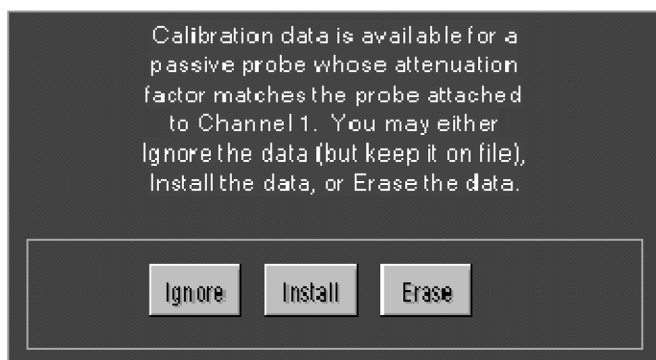 Calibration data is available for a
passive probe whose attenuation
factor matches the probe attached
to Channel 1. You may either
Ignore the data (but keep it on file),
Install the data, or Erase the data.
Ignore Install Erase